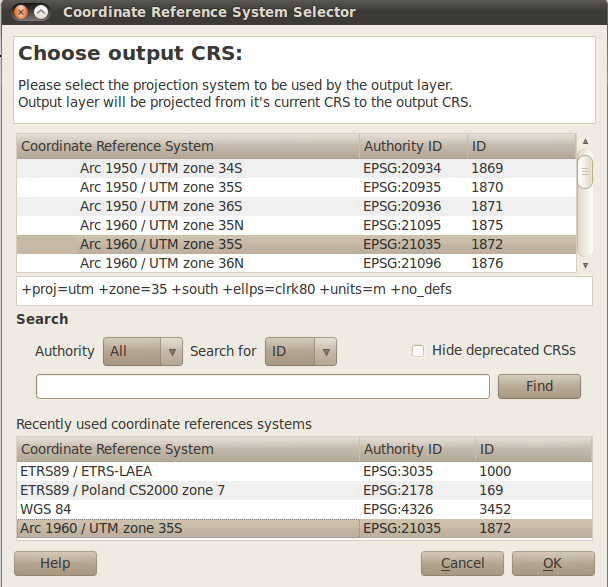 Coordinate Reference System Selector
Choose output CRS:
Please select the projection system to be used by the output layer.
Output layer will be projected from it's current CRS to the output CRS.
Coordinate Reference System Authority ID ID
Arc 1950 / UTM zone 34S EPSG:20934 1869
Arc 1950 / UTM zone 35S EPSG:20935 1870
Arc 1950 / UTM zone 36S EPSG:20936 1871
Arc 1960 / UTM zone 35N EPSG:21095 1875
Arc 1960 / UTM zone 35S EPSG:21035 1872
Arc 1960 / UTM zone 36N EPSG:21096 1876
+proj=utm +zone=35 +south +ellps=clrk80 +units=m +no_defs
Search
Authority All Search for ID Hide deprecated CRSs
Find
Recently used coordinate references systems
Coordinate Reference System Authority ID ID
ETRS89 / ETRS-LAEA EPSG:3035 1000
ETRS89 / Poland CS2000 zone 7 EPSG:2178 169
WGS 84 EPSG:4326 3452
Arc 1960 / UTM zone 35S EPSG:21035 1872
Help Cancel OK